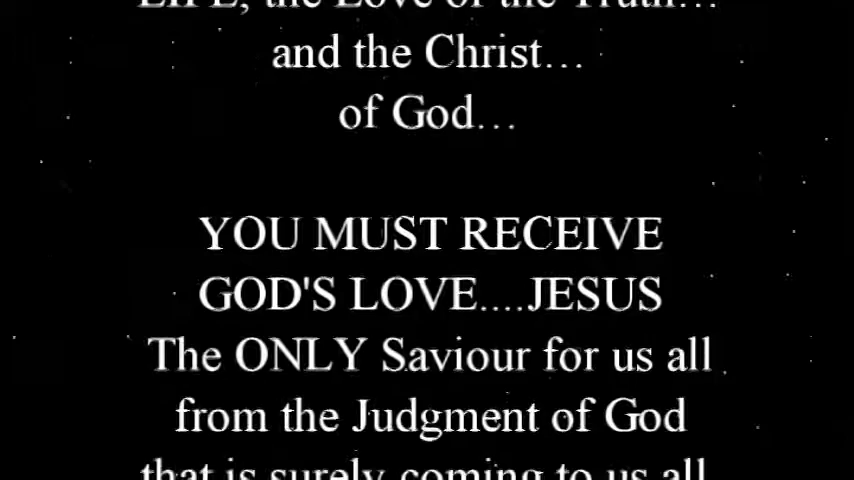 LIFE, the Love of the Truth...
and the Christ...
of God...
YOU MUST RECEIVE
GOD'S LOVE....JESUS
The ONLY Saviour for us all
from the Judgment of God
that is surely coming to us all